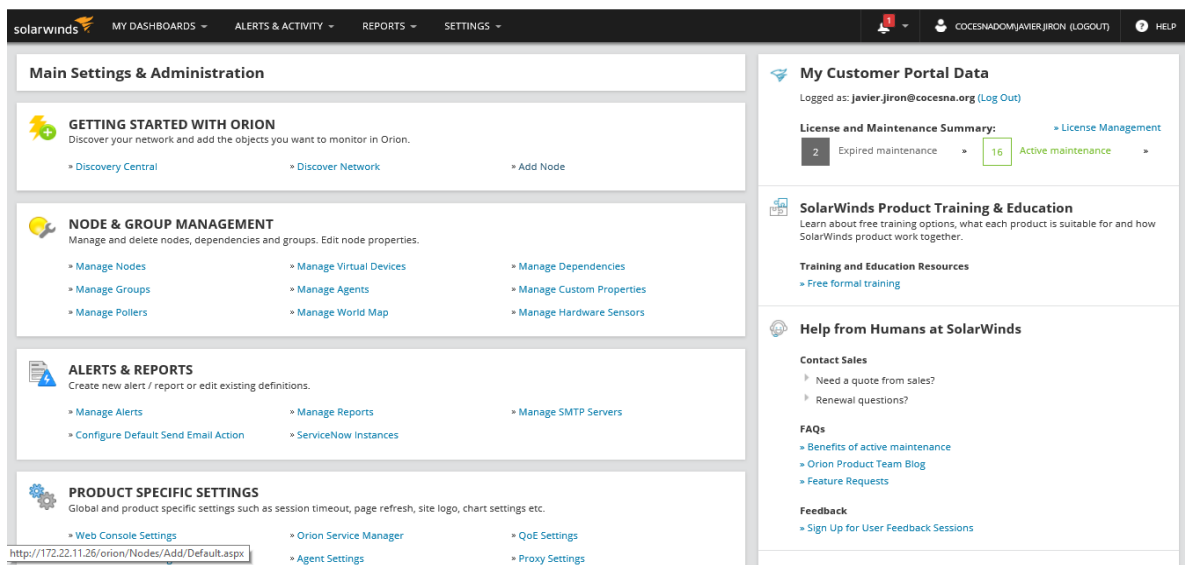 solarwinds MY DASHBOARDS ALERTS & ACTIVITY REPORTS SETTINGS 1 COCESNADOM\JAVIER.JIRON (LOGOUT) ? HELP
Main Settings & Administration
GETTING STARTED WITH ORION
Discover your network and add the objects you want to monitor in Orion.
» Discovery Central » Discover Network » Add Node
NODE & GROUP MANAGEMENT
Manage and delete nodes, dependencies and groups. Edit node properties.
» Manage Nodes » Manage Virtual Devices » Manage Dependencies
» Manage Groups » Manage Agents » Manage Custom Properties
» Manage Pollers » Manage World Map » Manage Hardware Sensors
ALERTS & REPORTS
Create new alert / report or edit existing definitions.
» Manage Alerts » Manage Reports » Manage SMTP Servers
» Configure Default Send Email Action » ServiceNow Instances
PRODUCT SPECIFIC SETTINGS
Global and product specific settings such as session timeout, page refresh, site logo, chart settings etc.
» Web Console Settings » Orion Service Manager » QoE Settings
http://172.22.11.26/orion/Nodes/Add/Default.aspx » Agent Settings » Proxy Settings
My Customer Portal Data
Logged as: javier.jiron@cocesna.org (Log Out)
License and Maintenance Summary: » License Management
2 Expired maintenance » 16 Active maintenance »
SolarWinds Product Training & Education
Learn about free training options, what each product is suitable for and how
SolarWinds product work together.
Training and Education Resources
» Free formal training
Help from Humans at SolarWinds
Contact Sales
Need a quote from sales?
Renewal questions?
FAQs
» Benefits of active maintenance
» Orion Product Team Blog
» Feature Requests
Feedback
» Sign Up for User Feedback Sessions